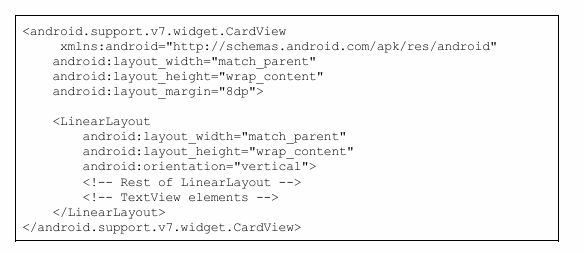 <android.support.v7.widget.CardView
     xmlns:android="http://schemas.android.com/apk/res/android"
    android:layout_width="match_parent"
    android:layout_height="wrap_content"
    android:layout_margin="8dp">

    <LinearLayout
        android:layout_width="match_parent"
        android:layout_height="wrap_content"
        android:orientation="vertical">
        <!-- Rest of LinearLayout -->
        <!-- TextView elements -->
    </LinearLayout>
</android.support.v7.widget.CardView>